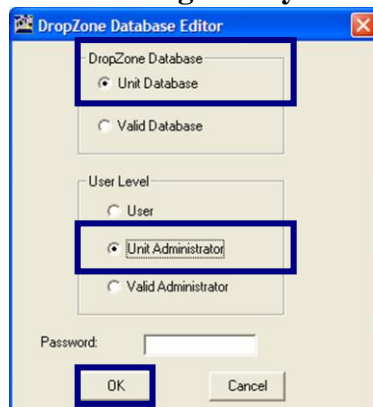 DropZone Database Editor
DropZone Database
Unit Database
Valid Database
User Level
User
Unit Administrator
Valid Administrator
Password:
OK Cancel